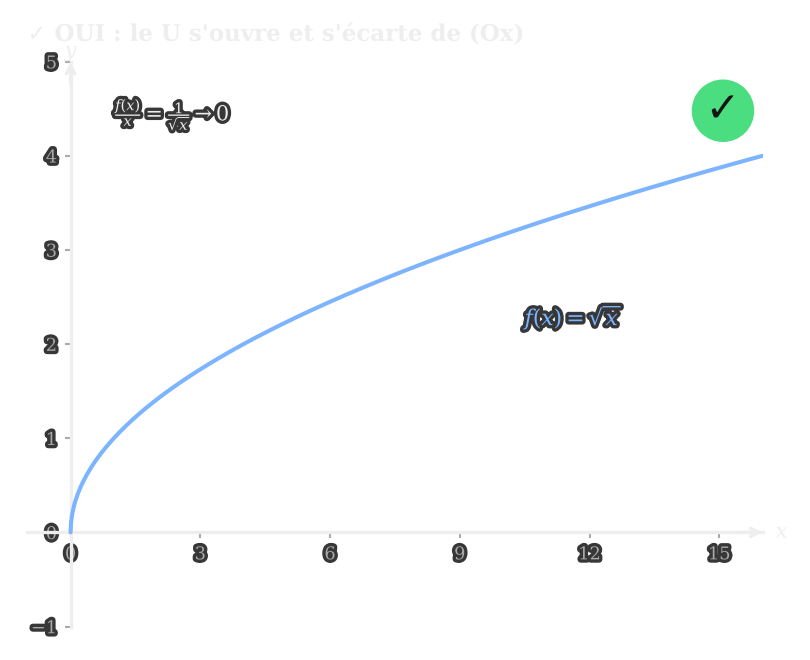 ✓ OUI : le U s'ouvre et s'écarte de (Ox)
y
5
f(x)/x = 1/√x → 0
✓
4
3
f(x) = √x
2
1
0
x
0 3 6 9 12 15
−1